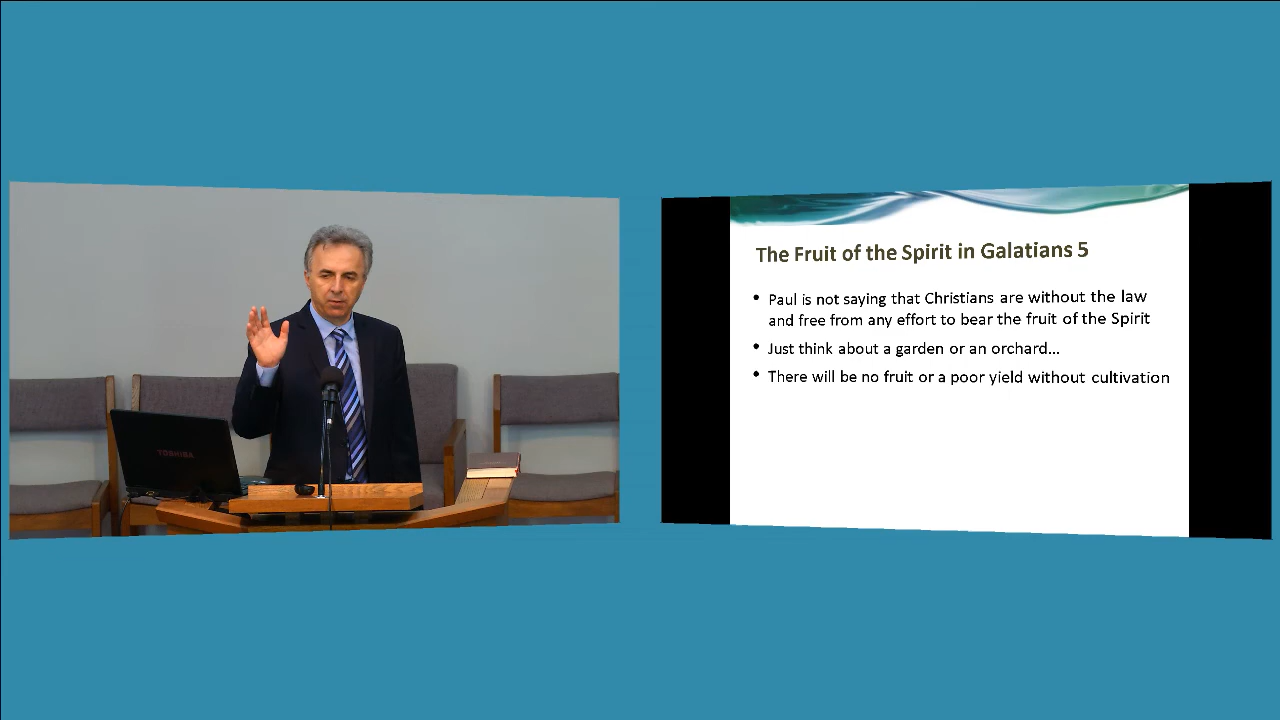 TOSHIBA
The Fruit of the Spirit in Galatians 5
• Paul is not saying that Christians are without the law
and free from any effort to bear the fruit of the Spirit
• Just think about a garden or an orchard...
• There will be no fruit or a poor yield without cultivation